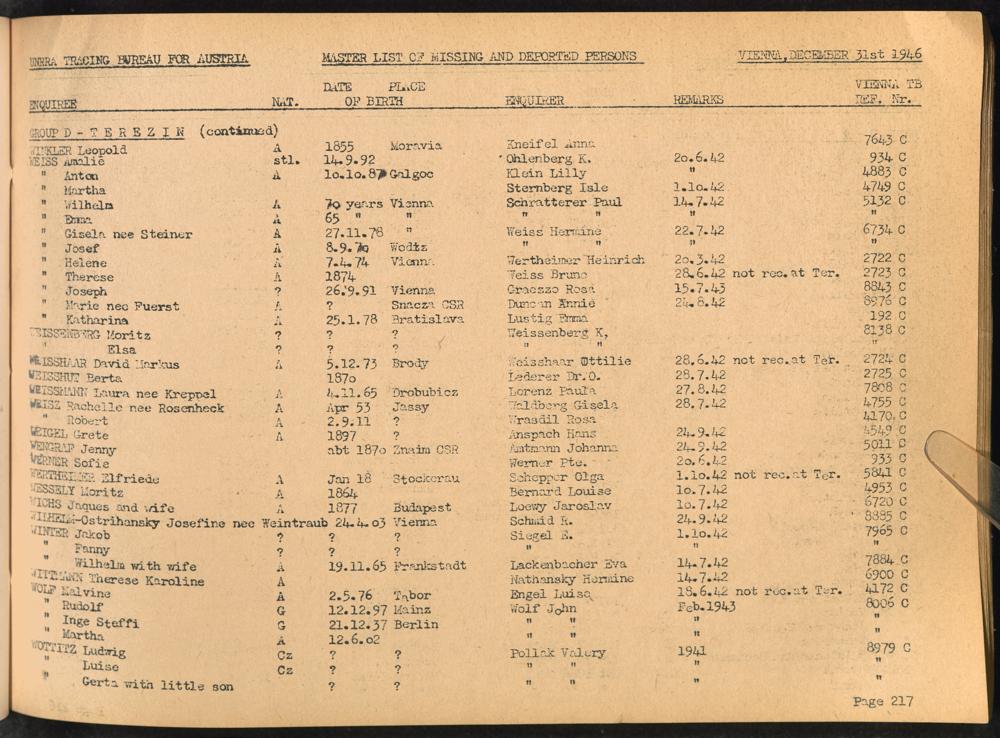 UNRRA TRACING BUREAU FOR AUSTRIA MASTER LIST OF MISSING AND DEPORTED PERSONS VIENNA, DECEMBER 31st 1946
DATE PLACE VIENNA TB
ENQUIREE NAT. OF BIRTH ENQUIRER REMARKS REF. Nr.
GROUP D - T E R E Z I N (continued)
WINKLER Leopold A 1855 Moravia Kneifel Anna 7643 C
WEISS Amalie stl. 14.9.92 Ohlenberg K. 20.6.42 934 C
" Anton A 10.10.87 Galgoc Klein Lilly " 4883 C
" Martha Sternberg Isle 1.10.42 4749 C
" Wilhelm A 70 years Vienna Schratterer Paul 14.7.42 5132 C
" Emma A 65 " " " " "
" Gisela nee Steiner A 27.11.78 " Weiss Hermine 22.7.42 6734 C
" Josef A 8.9.70 Wodtz " " "
" Helene A 7.4.74 Vienna Wertheimer Heinrich 20.3.42 2722 C
" Therese A 1874 Weiss Bruno 28.6.42 not rec.at Ter. 2723 C
" Joseph ? 26.9.91 Vienna Graezzo Rosa 15.7.43 8843 C
" Marie nee Fuerst A ? Snacza CSR Duncan Annie 24.8.42 8976 C
" Katharina A 25.1.78 Bratislava Lustig Emma 192 C
WEISSENBERG Moritz ? ? ? Weissenberg K, 8138 C
" Elsa ? ? ? " " "
WEISSHAAR David Markus A 5.12.73 Brody Weisshaar Ottilie 28.6.42 not rec.at Ter. 2724 C
WEISSHUT Berta 1870 Lederer Dr.O. 28.7.42 2725 C
WEISSMANN Laura nee Kreppel A 4.11.65 Drobubicz Lorenz Paula 27.8.42 7808 C
WEISZ Rachelle nee Rosenheck A Apr 53 Jassy Waldberg Gisela 28.7.42 4755 C
" Robert A 2.9.11 ? Wrasdil Rosa 4170 C
WEIGEL Grete A 1897 Anspach Hans 24.9.42 4549 C
WENGRAF Jenny abt 1870 Znaim CSR Amtmann Johanna 24.9.42 5011 C
WERNER Sofie Werner Pte. 20.6.42 933 C
WERTHEIMER Elfriede A Jan 18 Stockerau Schepper Olga 1.10.42 not rec.at Ter. 5841 C
WESSELY Moritz A 1864 Bernard Louise 10.7.42 4953 C
WICHS Jaques and wife A 1877 Budapest Loewy Jaroslav 10.7.42 6720 C
WILHELM-Ostrihansky Josefine nee Weintraub 24.4.03 Vienna Schmid R. 24.9.42 8885 C
WINTER Jakob ? ? ? Siegel E. 1.10.42 7965 C
" Fanny ? ? ? " " "
" Wilhelm with wife A 19.11.65 Frankstadt Lackenbacher Eva 14.7.42 7884 C
WITTMANN Therese Karoline A Nathansky Hermine 14.7.42 6900 C
WOLF Malvine A 2.5.76 Tabor Engel Luise 18.6.42 not rec.at Ter. 4172 C
" Rudolf G 12.12.97 Mainz Wolf John Feb.1943 8006 C
" Inge Steffi G 21.12.37 Berlin " " " "
" Martha A 12.6.02 " " " "
WOTTITZ Ludwig Cz ? ? Pollak Valery 1941 8979 C
" Luise Cz ? ? " " " "
" Gerta with little son ? ? " " " "
Page 217